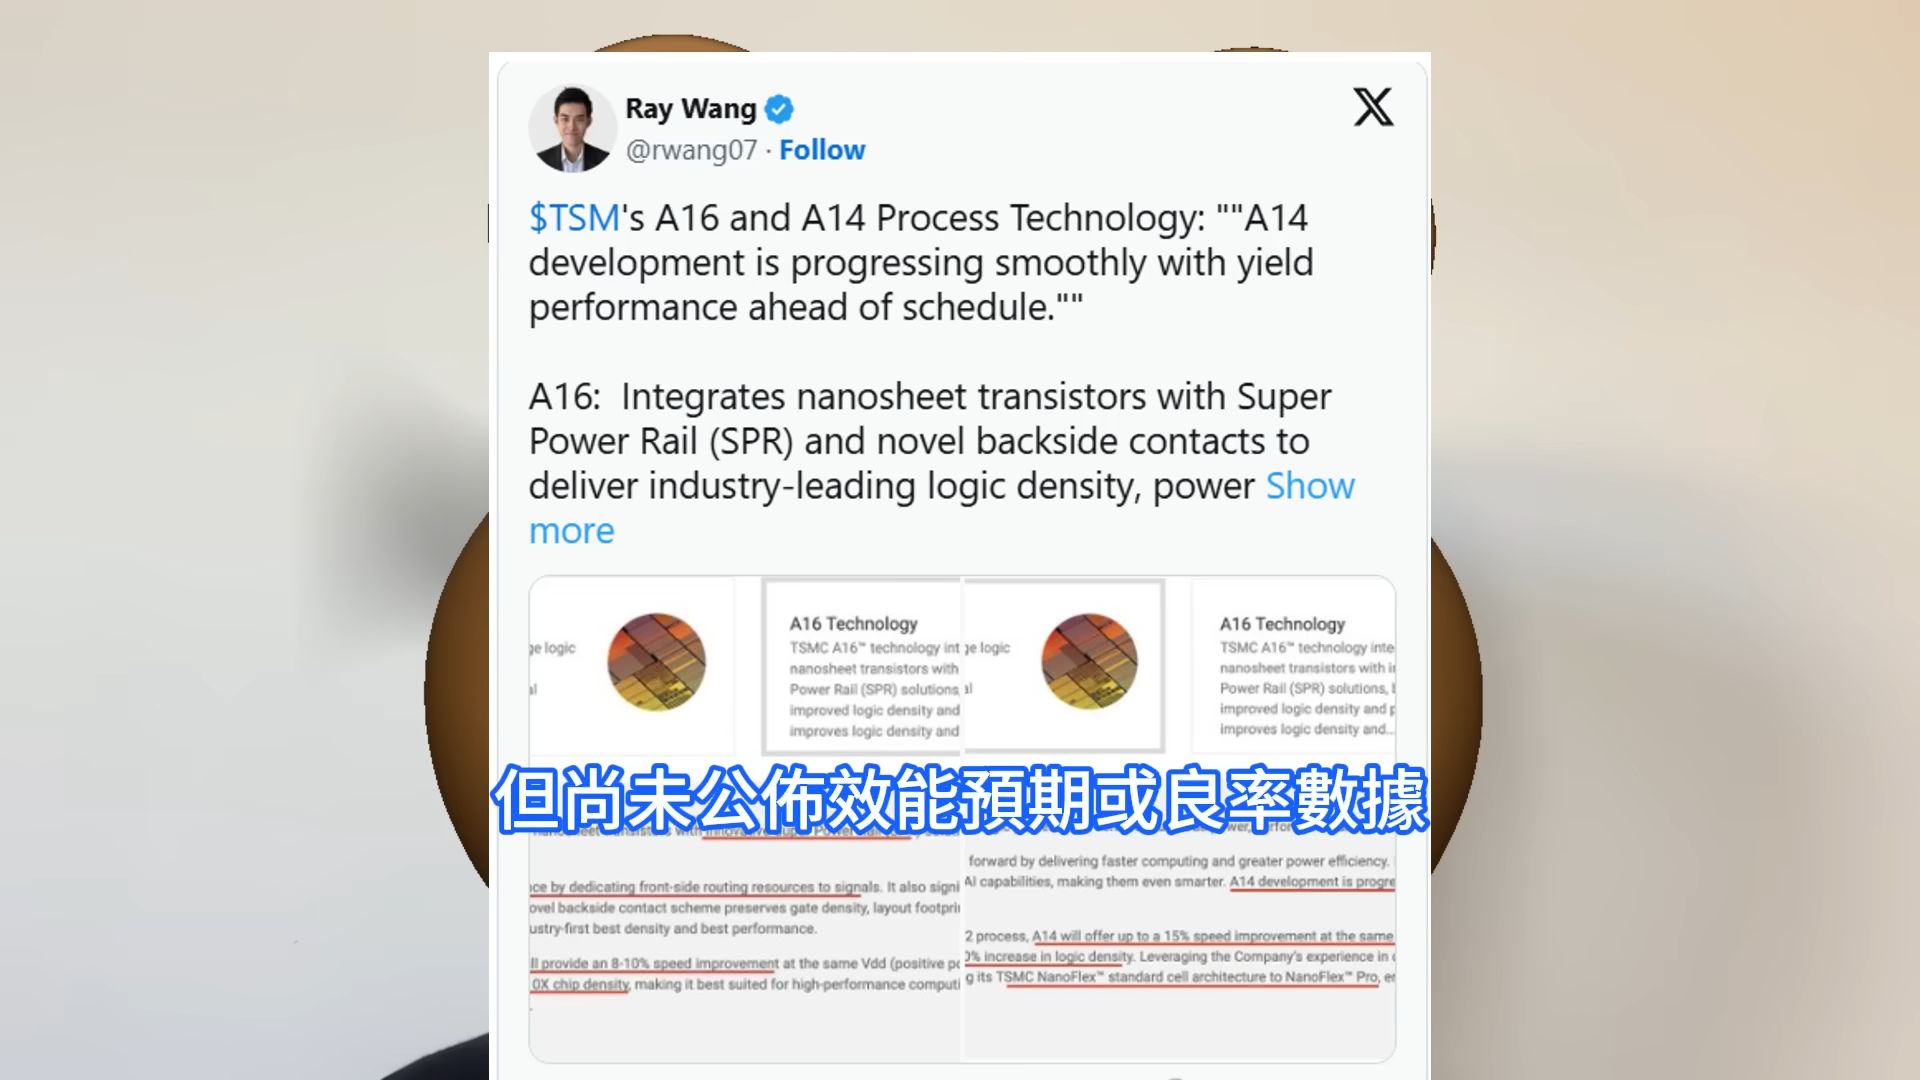 Ray Wang
@rwang07 · Follow
$TSM's A16 and A14 Process Technology: ""A14
development is progressing smoothly with yield
performance ahead of schedule.""
A16: Integrates nanosheet transistors with Super
Power Rail (SPR) and novel backside contacts to
deliver industry-leading logic density, power Show
more
ge logic
A16 Technology
TSMC A16™ technology int
nanosheet transistors with
Power Rail (SPR) solutions,
improved logic density and
improves logic density and
ge logic
al
A16 Technology
TSMC A16™ technology inte
nanosheet transistors with i
Power Rail (SPR) solutions,
improved logic density and p
improves logic density and...
但尚未公佈效能預期或良率數據
ce by dedicating front-side routing resources to signals. It also signi
ovel backside contact scheme preserves gate density, layout footpri
ustry-first best density and best performance.
ll provide an 8-10% speed improvement at the same Vdd (positive po
0X chip density, making it best suited for high-performance computi
forward by delivering faster computing and greater power efficiency.
AI capabilities, making them even smarter. A14 development is progre
2 process, A14 will offer up to a 15% speed improvement at the same
0% increase in logic density. Leveraging the Company's experience in
g its TSMC NanoFlex™ standard cell architecture to NanoFlex™ Pro, en